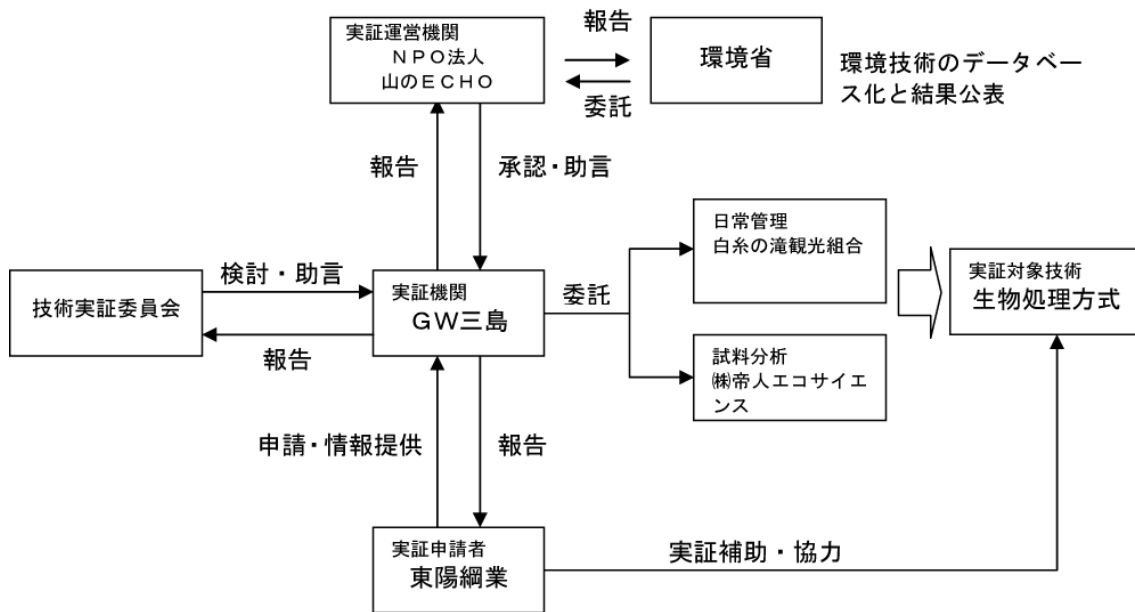 実証運営機関
ＮＰＯ法人
山のＥＣＨＯ
報告
委託
環境省
環境技術のデータベー
ス化と結果公表
報告
承認・助言
日常管理
白糸の滝観光組合
技術実証委員会
検討・助言
報告
実証機関
ＧＷ三島
委託
実証対象技術
生物処理方式
試料分析
㈱帝人エコサイエ
ンス
申請・情報提供
報告
実証申請者
東陽綱業
実証補助・協力